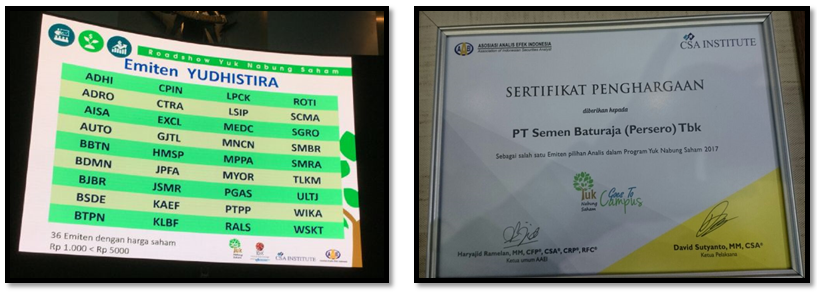 Roadshow Yuk Nabung Saham
Emiten YUDHISTIRA
ADHI CPIN LPCK ROTI
ADRO CTRA LSIP SCMA
AISA EXCL MEDC SGRO
AUTO GJTL MNCN SMBR
BBTN HMSP MPPA SMRA
BDMN JPFA MYOR TLKM
BJBR JSMR PGAS ULTJ
BSDE KAEF PTPP WIKA
BTPN KLBF RALS WSKT
36 Emiten dengan harga saham
Rp 1.000 < Rp 5000
CSA INSTITUTE
ASOSIASI ANALIS EFEK INDONESIA
Association of Indonesian Securities Analyst
CSA INSTITUTE
SERTIFIKAT PENGHARGAAN
diberikan kepada
PT Semen Baturaja (Persero) Tbk
Sebagai salah satu Emiten pilihan Analis dalam Program Yuk Nabung Saham 2017
Yuk Nabung Saham
Goes To Campus
Haryajid Ramelan, MM, CFP®, CSA®, CRP®, RFC®
Ketua umum AAEI
David Sutyanto, MM, CSA®
Ketua Pelaksana